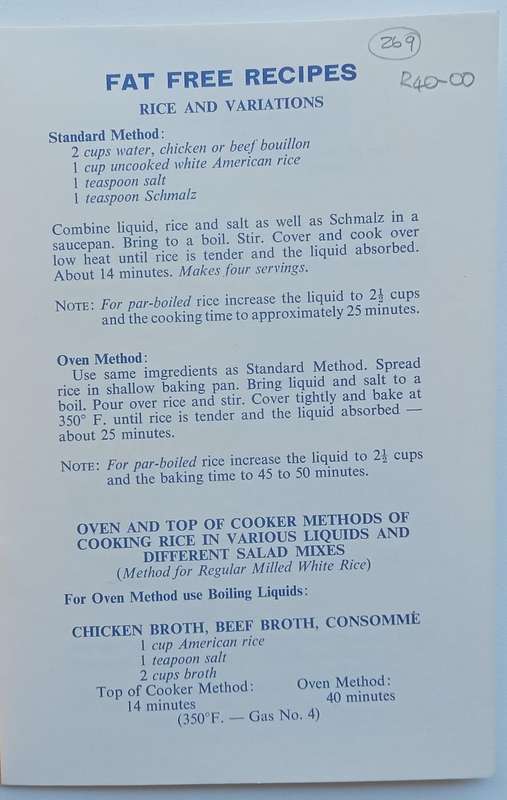 269
R40-00
FAT FREE RECIPES
RICE AND VARIATIONS
Standard Method:
2 cups water, chicken or beef bouillon
1 cup uncooked white American rice
1 teaspoon salt
1 teaspoon Schmalz
Combine liquid, rice and salt as well as Schmalz in a
saucepan. Bring to a boil. Stir. Cover and cook over
low heat until rice is tender and the liquid absorbed.
About 14 minutes. Makes four servings.
NOTE: For par-boiled rice increase the liquid to 2½ cups
and the cooking time to approximately 25 minutes.
Oven Method:
Use same imgredients as Standard Method. Spread
rice in shallow baking pan. Bring liquid and salt to a
boil. Pour over rice and stir. Cover tightly and bake at
350° F. until rice is tender and the liquid absorbed —
about 25 minutes.
NOTE: For par-boiled rice increase the liquid to 2½ cups
and the baking time to 45 to 50 minutes.
OVEN AND TOP OF COOKER METHODS OF
COOKING RICE IN VARIOUS LIQUIDS AND
DIFFERENT SALAD MIXES
(Method for Regular Milled White Rice)
For Oven Method use Boiling Liquids:
CHICKEN BROTH, BEEF BROTH, CONSOMMÉ
1 cup American rice
1 teapoon salt
2 cups broth
Top of Cooker Method: Oven Method:
14 minutes 40 minutes
(350°F. — Gas No. 4)